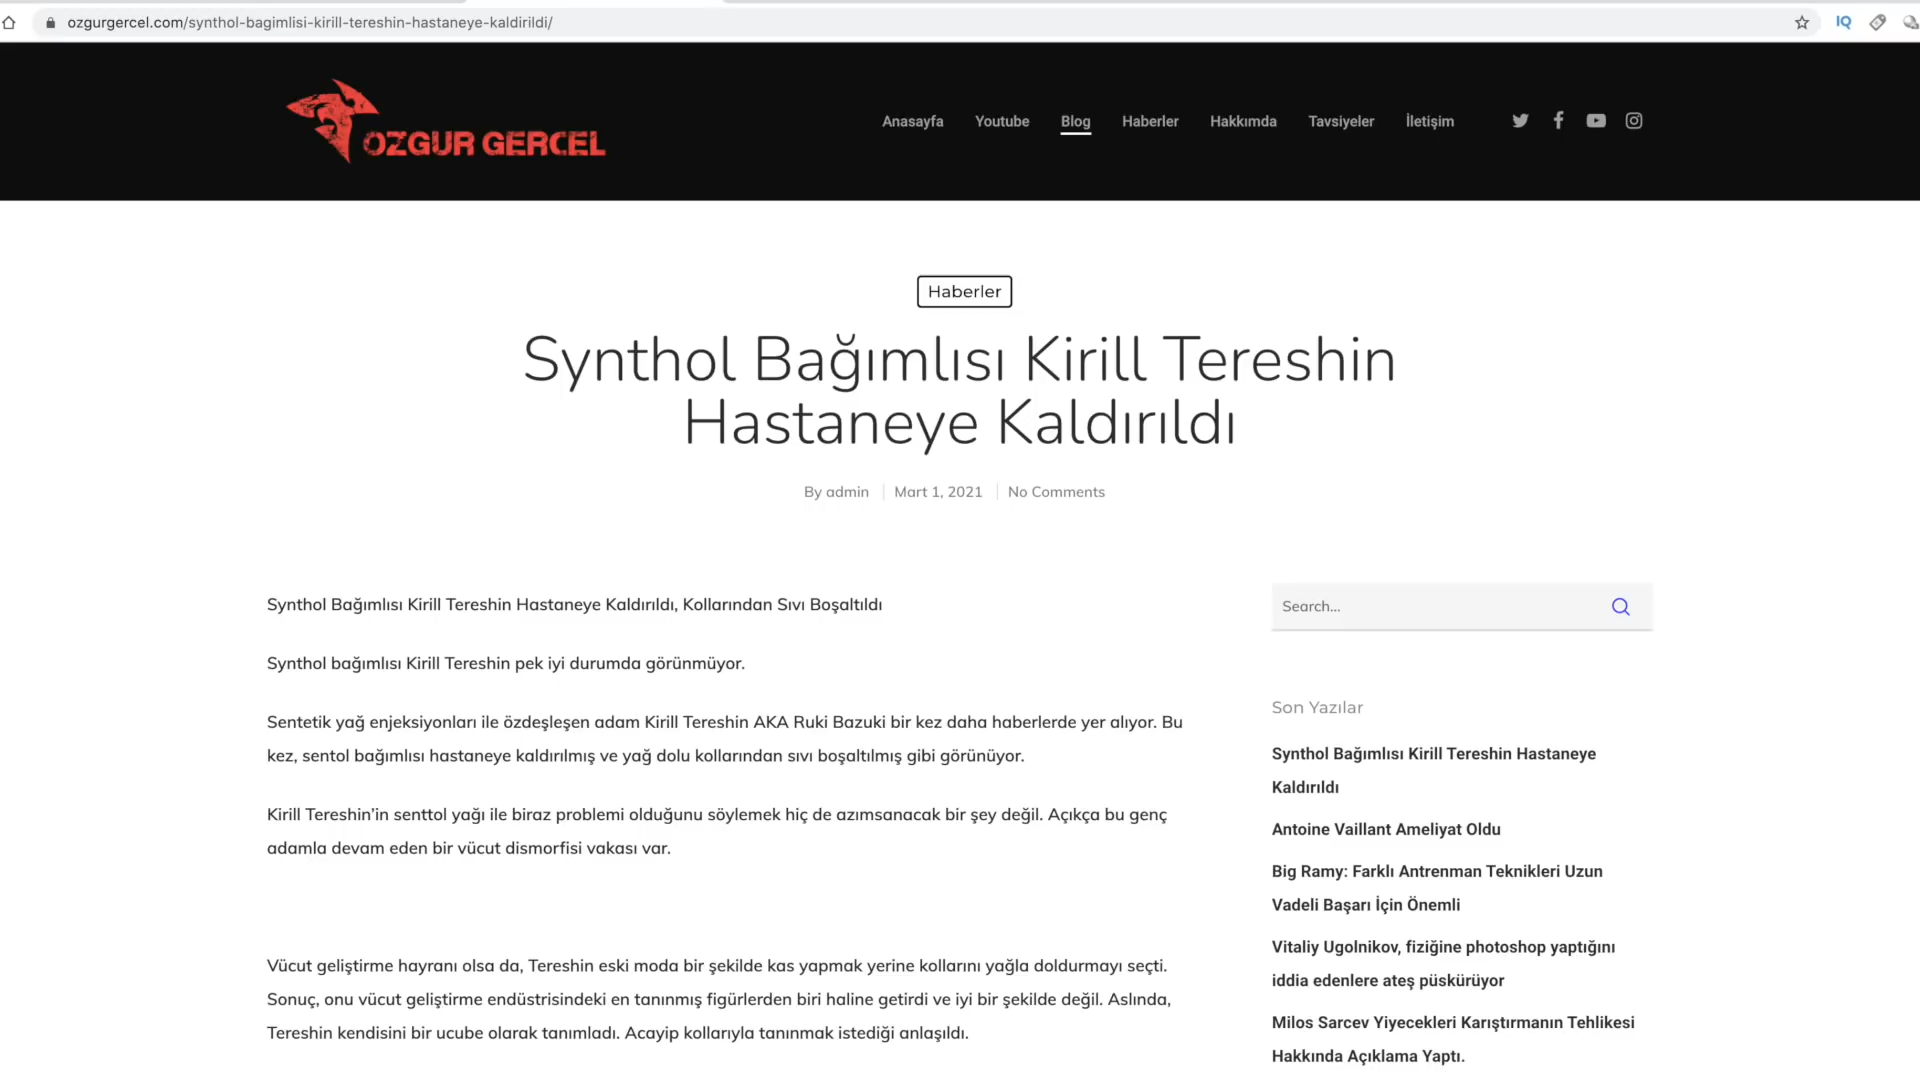 ozgurgercel.com/synthol-bagimlisi-kirill-tereshin-hastaneye-kaldirildi/
IQ
OZGUR GERCEL
Anasayfa Youtube Blog Haberler Hakkımda Tavsiyeler İletişim
Haberler
Synthol Bağımlısı Kirill Tereshin
Hastaneye Kaldırıldı
By admin Mart 1, 2021 No Comments
Synthol Bağımlısı Kirill Tereshin Hastaneye Kaldırıldı, Kollarından Sıvı Boşaltıldı
Synthol bağımlısı Kirill Tereshin pek iyi durumda görünmüyor.
Sentetik yağ enjeksiyonları ile özdeşleşen adam Kirill Tereshin AKA Ruki Bazuki bir kez daha haberlerde yer alıyor. Bu
kez, sentol bağımlısı hastaneye kaldırılmış ve yağ dolu kollarından sıvı boşaltılmış gibi görünüyor.
Kirill Tereshin’in senttol yağı ile biraz problemi olduğunu söylemek hiç de azımsanacak bir şey değil. Açıkça bu genç
adamla devam eden bir vücut dismorfisi vakası var.
Vücut geliştirme hayranı olsa da, Tereshin eski moda bir şekilde kas yapmak yerine kollarını yağla doldurmayı seçti.
Sonuç, onu vücut geliştirme endüstrisindeki en tanınmış figürlerden biri haline getirdi ve iyi bir şekilde değil. Aslında,
Tereshin kendisini bir ucube olarak tanımladı. Acayip kollarıyla tanınmak istediği anlaşıldı.
Search...
Son Yazılar
Synthol Bağımlısı Kirill Tereshin Hastaneye
Kaldırıldı
Antoine Vaillant Ameliyat Oldu
Big Ramy: Farklı Antrenman Teknikleri Uzun
Vadeli Başarı İçin Önemli
Vitaliy Ugolnikov, fiziğine photoshop yaptığını
iddia edenlere ateş püskürüyor
Milos Sarcev Yiyecekleri Karıştırmanın Tehlikesi
Hakkında Açıklama Yaptı.